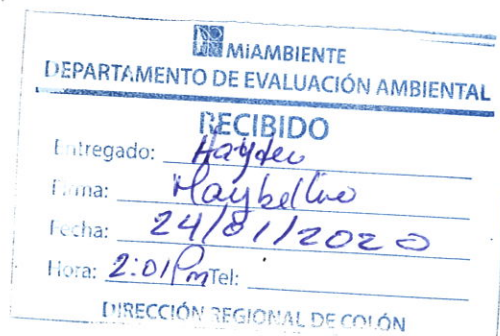 MiAMBIENTE
DEPARTAMENTO DE EVALUACIÓN AMBIENTAL
RECIBIDO
Entregado: Haydee
Firma: Maybelline
Fecha: 24/01/2020
Hora: 2:01 Pm Tel:
DIRECCIÓN REGIONAL DE COLÓN